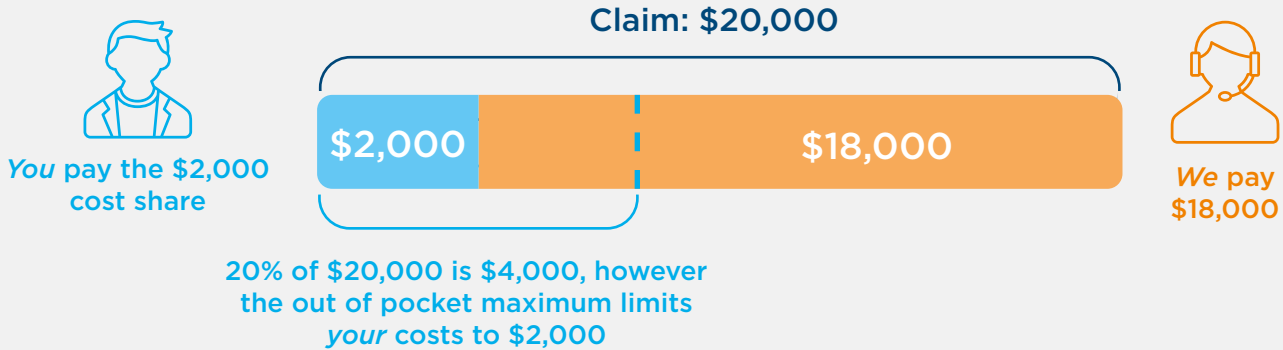 Claim: $20,000
$2,000
$18,000
You pay the $2,000
cost share
We pay
$18,000
20% of $20,000 is $4,000, however
the out of pocket maximum limits
your costs to $2,000